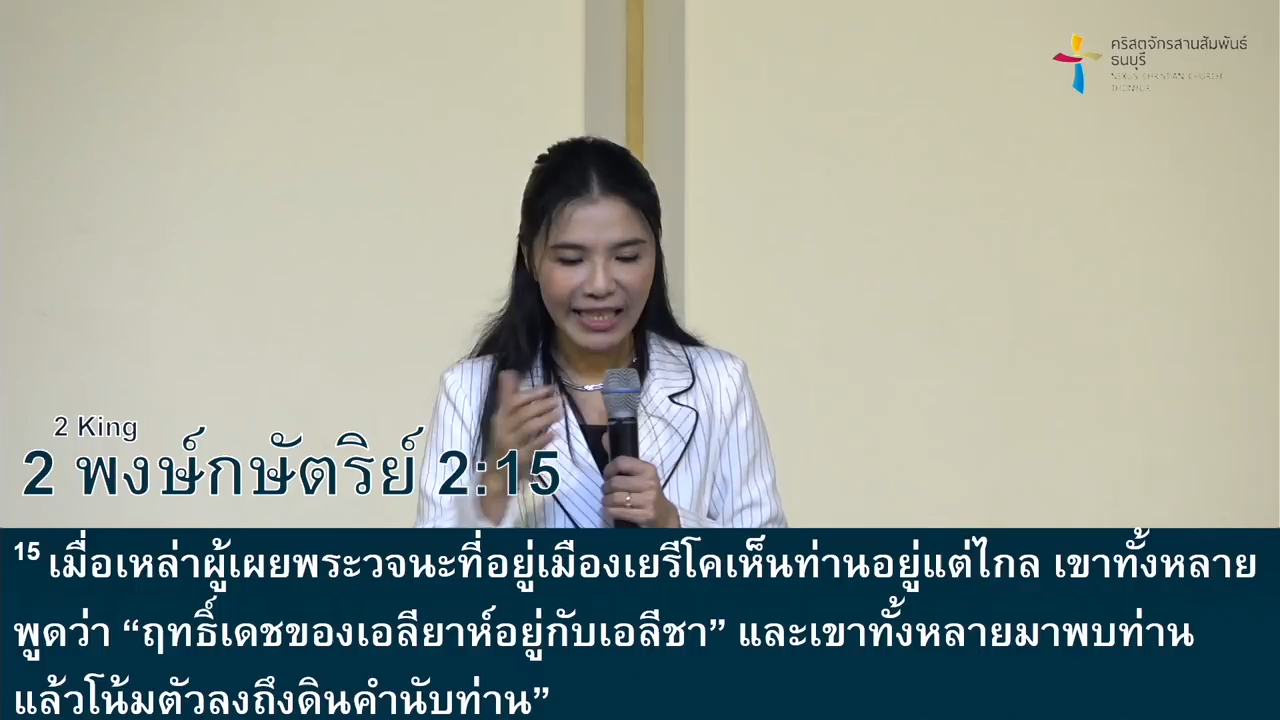 คริสตจักรสานสัมพันธ์
ธนบุรี
NEXUS CHRISTIAN CHURCH
THONBURI
2 King
2 พงษ์กษัตริย์ 2:15
15 เมื่อเหล่าผู้เผยพระวจนะที่อยู่เมืองเยรีโคเห็นท่านอยู่แต่ไกล เขาทั้งหลาย
พูดว่า “ฤทธิ์เดชของเอลียาห์อยู่กับเอลีชา” และเขาทั้งหลายมาพบท่าน
แล้วโน้มตัวลงถึงดินคำนับท่าน”